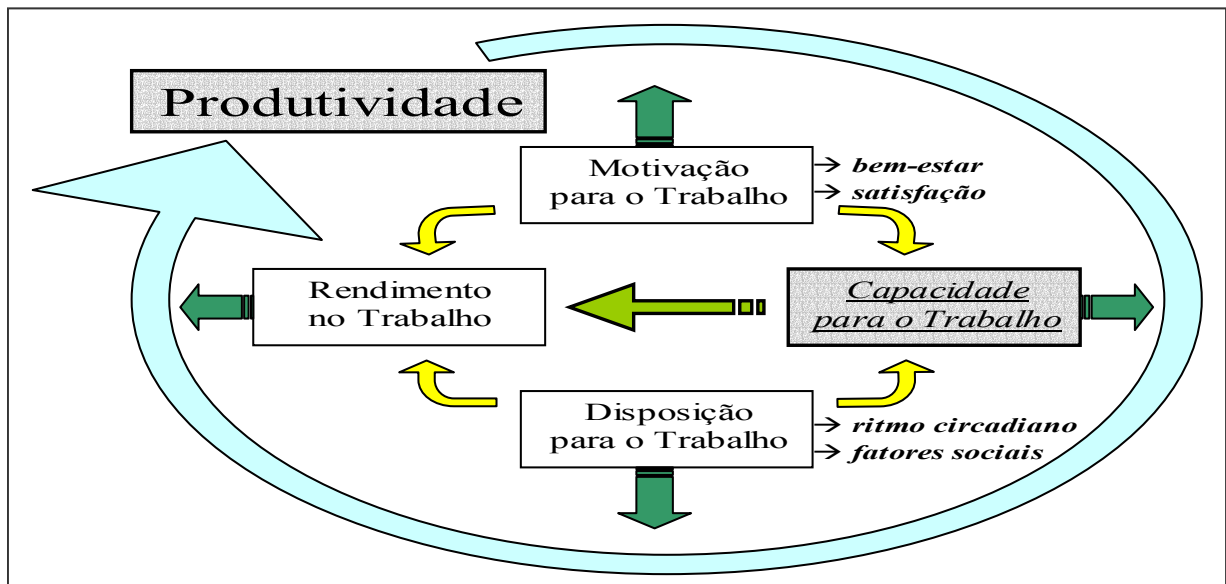 Produtividade
Motivação
para o Trabalho
→ bem-estar
→ satisfação
Rendimento
no Trabalho
Capacidade
para o Trabalho
Disposição
para o Trabalho
→ ritmo circadiano
→ fatores sociais